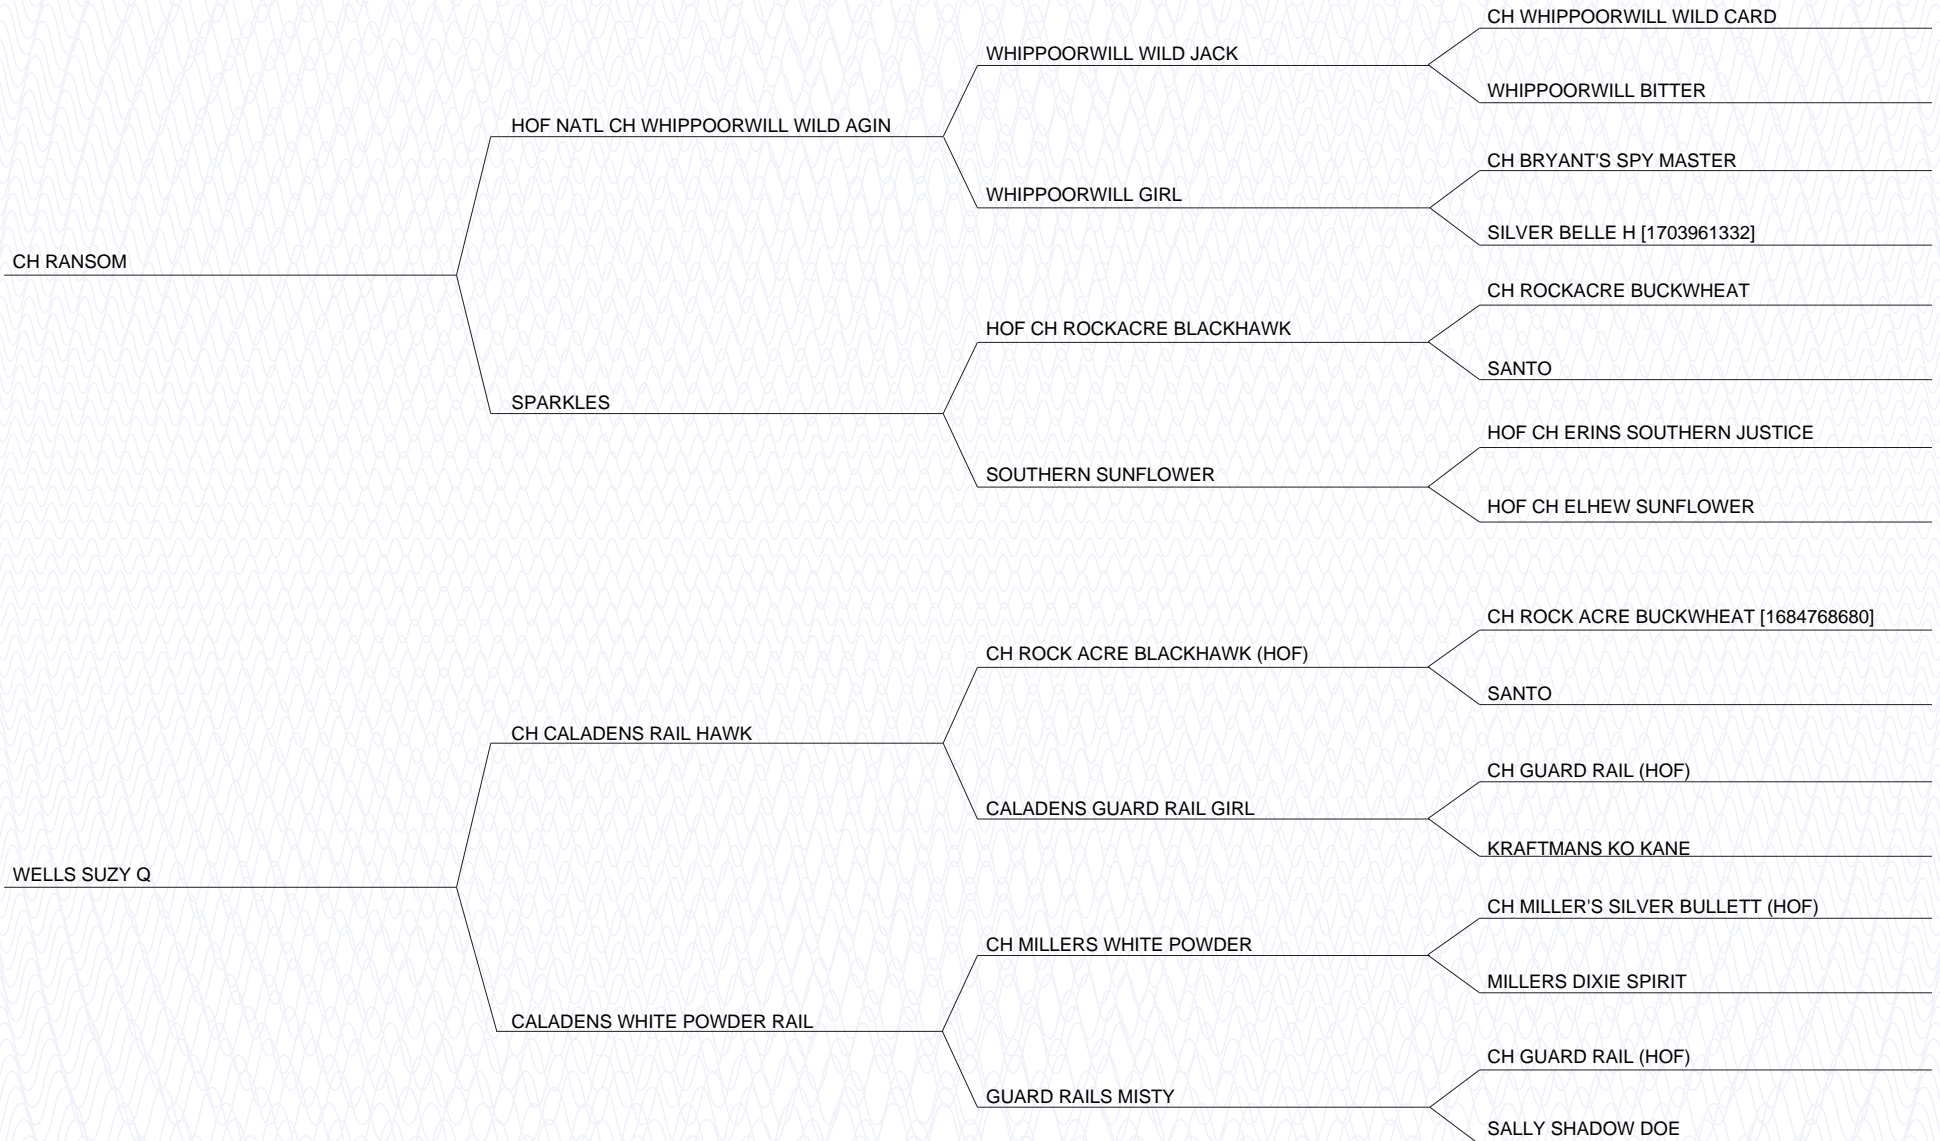 CH WHIPPOORWILL WILD CARD
WHIPPOORWILL WILD JACK
WHIPPOORWILL BITTER
HOF NATL CH WHIPPOORWILL WILD AGIN
CH BRYANT'S SPY MASTER
WHIPPOORWILL GIRL
SILVER BELLE H [1703961332]
CH RANSOM
CH ROCKACRE BUCKWHEAT
HOF CH ROCKACRE BLACKHAWK
SANTO
SPARKLES
HOF CH ERINS SOUTHERN JUSTICE
SOUTHERN SUNFLOWER
HOF CH ELHEW SUNFLOWER
CH ROCK ACRE BUCKWHEAT [1684768680]
CH ROCK ACRE BLACKHAWK (HOF)
SANTO
CH CALADENS RAIL HAWK
CH GUARD RAIL (HOF)
CALADENS GUARD RAIL GIRL
KRAFTMANS KO KANE
WELLS SUZY Q
CH MILLER'S SILVER BULLETT (HOF)
CH MILLERS WHITE POWDER
MILLERS DIXIE SPIRIT
CALADENS WHITE POWDER RAIL
CH GUARD RAIL (HOF)
GUARD RAILS MISTY
SALLY SHADOW DOE